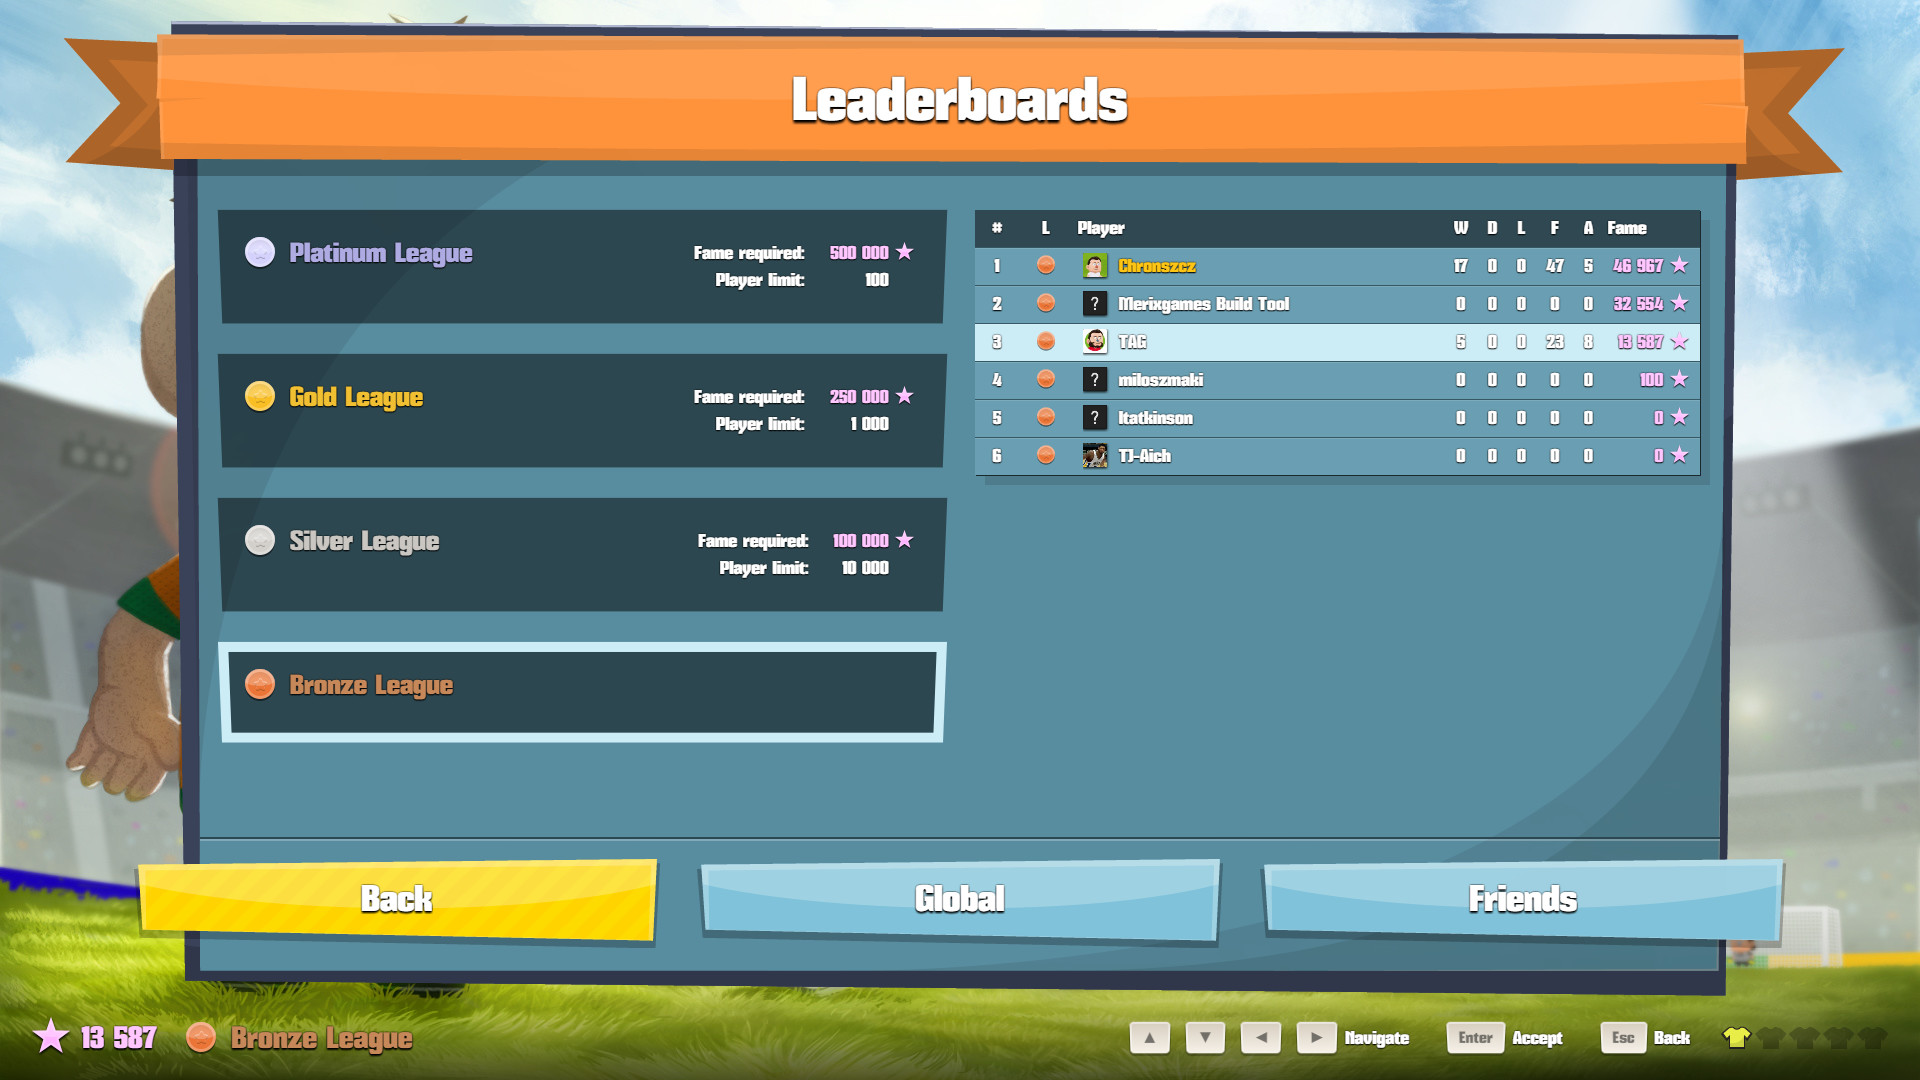 Leaderboards
Platinum League
Fame required: 500 000
Player limit: 100
Gold League
Fame required: 250 000
Player limit: 1 000
Silver League
Fame required: 100 000
Player limit: 10 000
Bronze League
# L Player W D L F A Fame
1 Chronszcz 17 0 0 47 5 46 967
2 ? Merixgames Build Tool 0 0 0 0 0 32 554
3 TAG 5 0 0 23 8 13 587
4 ? miloszmaki 0 0 0 0 0 100
5 ? ltatkinson 0 0 0 0 0 0
6 TJ-Aich 0 0 0 0 0 0
Back Global Friends
13 587 Bronze League ▲ ▼ ◀ ▶ Navigate Enter Accept Esc Back